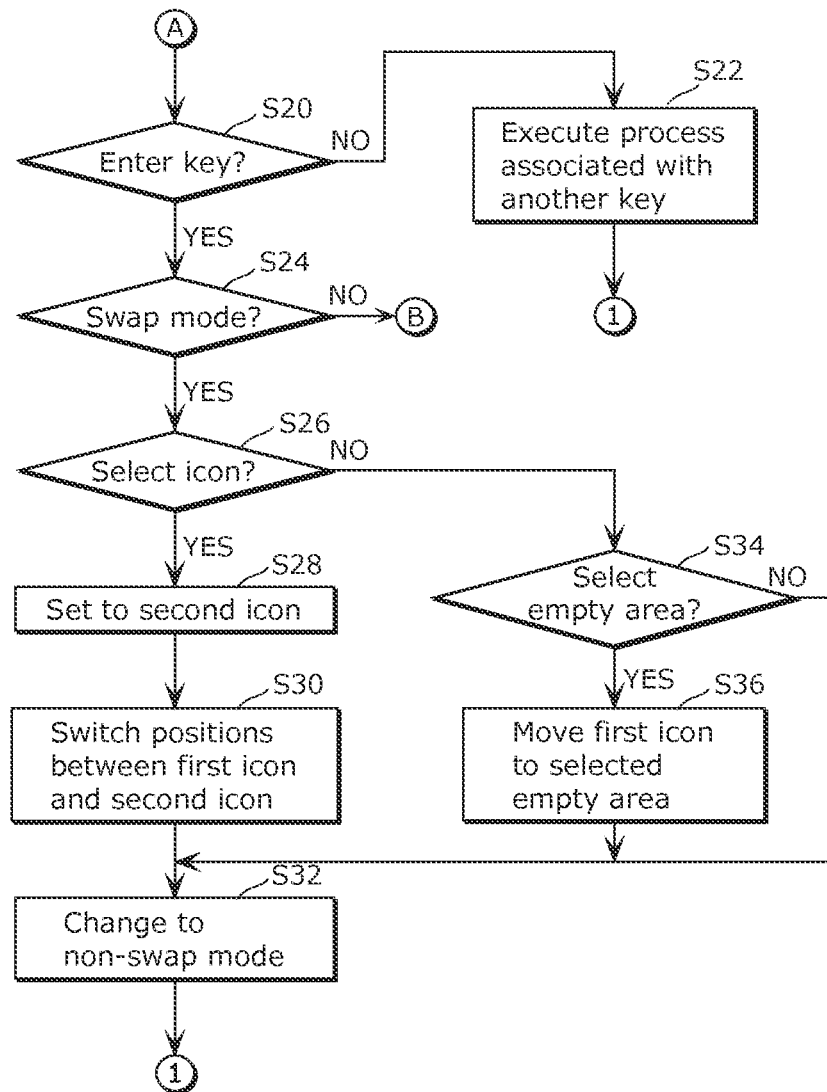 A
S20
Enter key?
NO
S22
Execute process
associated with
another key
YES
S24
Swap mode?
NO
B
1
YES
S26
Select icon?
NO
YES
S28
Set to second icon
S34
Select
empty area?
NO
YES
S30
Switch positions
between first icon
and second icon
S36
Move first icon
to selected
empty area
S32
Change to
non-swap mode
1